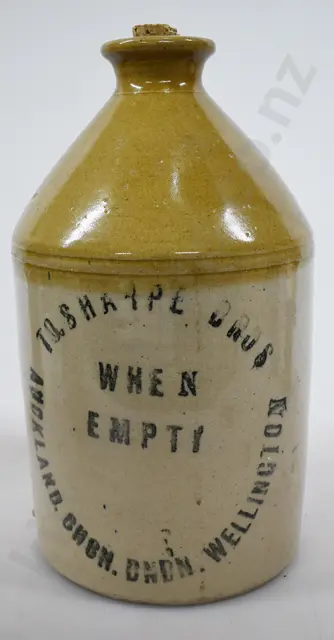 TO. SHARPE BROS
WHEN
EMPTY
AUCKLAND. CHCH. DNDN. WELLINGTON